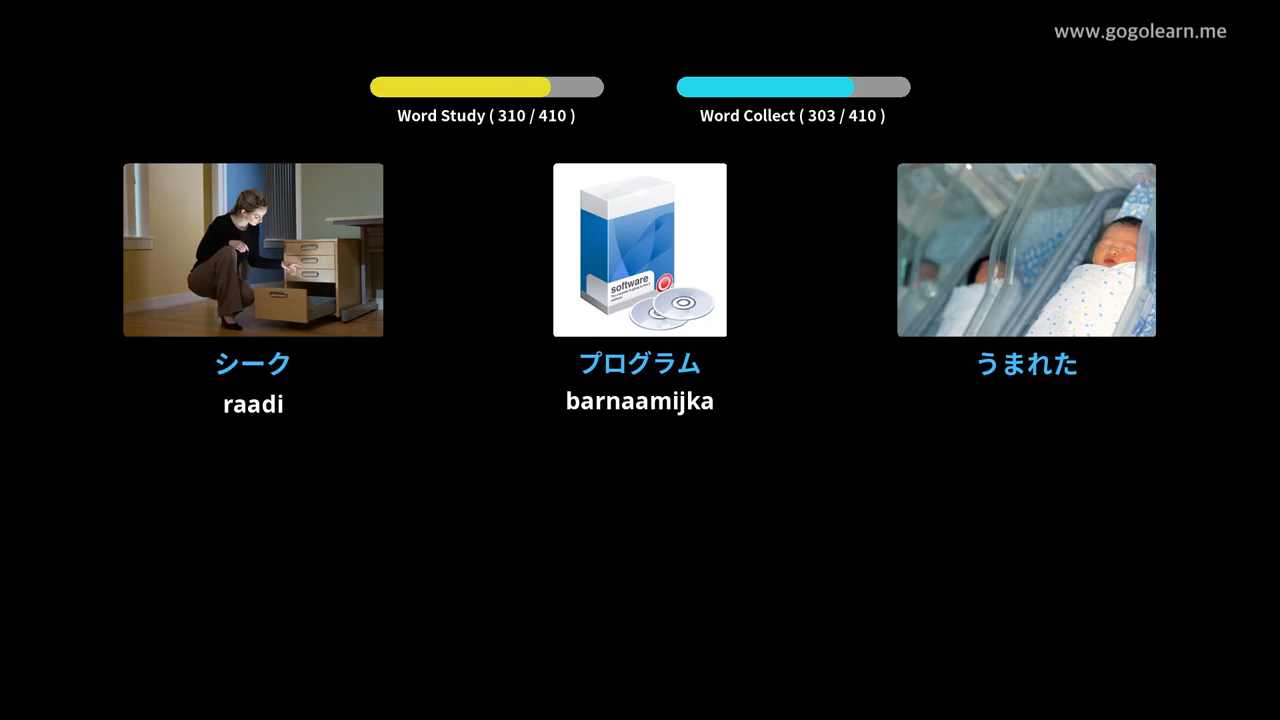 www.gogolearn.me
Word Study ( 310 / 410 )
Word Collect ( 303 / 410 )
software
シーク
プログラム
うまれた
raadi
barnaamijka